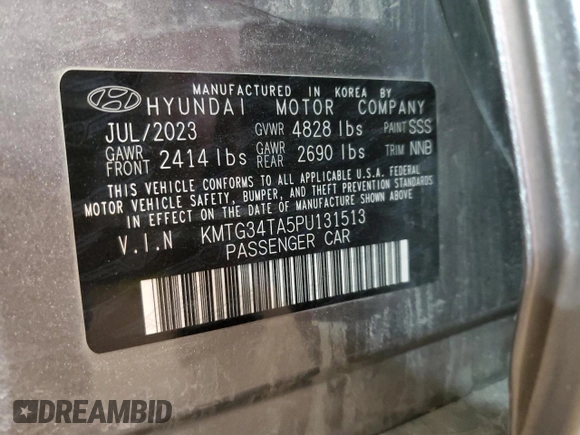 MANUFACTURED IN KOREA BY
HYUNDAI MOTOR COMPANY
JUL/2023 GVWR 4828 lbs PAINT SSS
GAWR FRONT 2414 lbs GAWR REAR 2690 lbs TRIM NNB
THIS VEHICLE CONFORMS TO ALL APPLICABLE U.S.A. FEDERAL
MOTOR VEHICLE SAFETY, BUMPER, AND THEFT PREVENTION STANDARDS
IN EFFECT ON THE DATE OF MANUFACTURE SHOWN ABOVE
V.I.N KMTG34TA5PU131513
PASSENGER CAR
DREAMBID